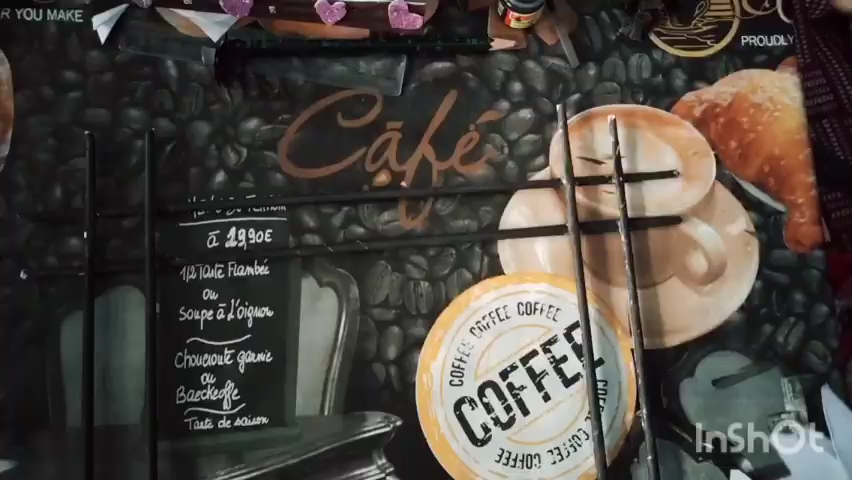 ER YOU MAKE
PROUDLY
Café
à 19,90€
1/2 Tarte Flambée
ou
Soupe à l'oignon
choucroute garnie
ou
Baeckeoffe
Tarte de saison
COFFEE COFFEE COFFEE
COFFEE
COFFEE COFFEE
InShOt